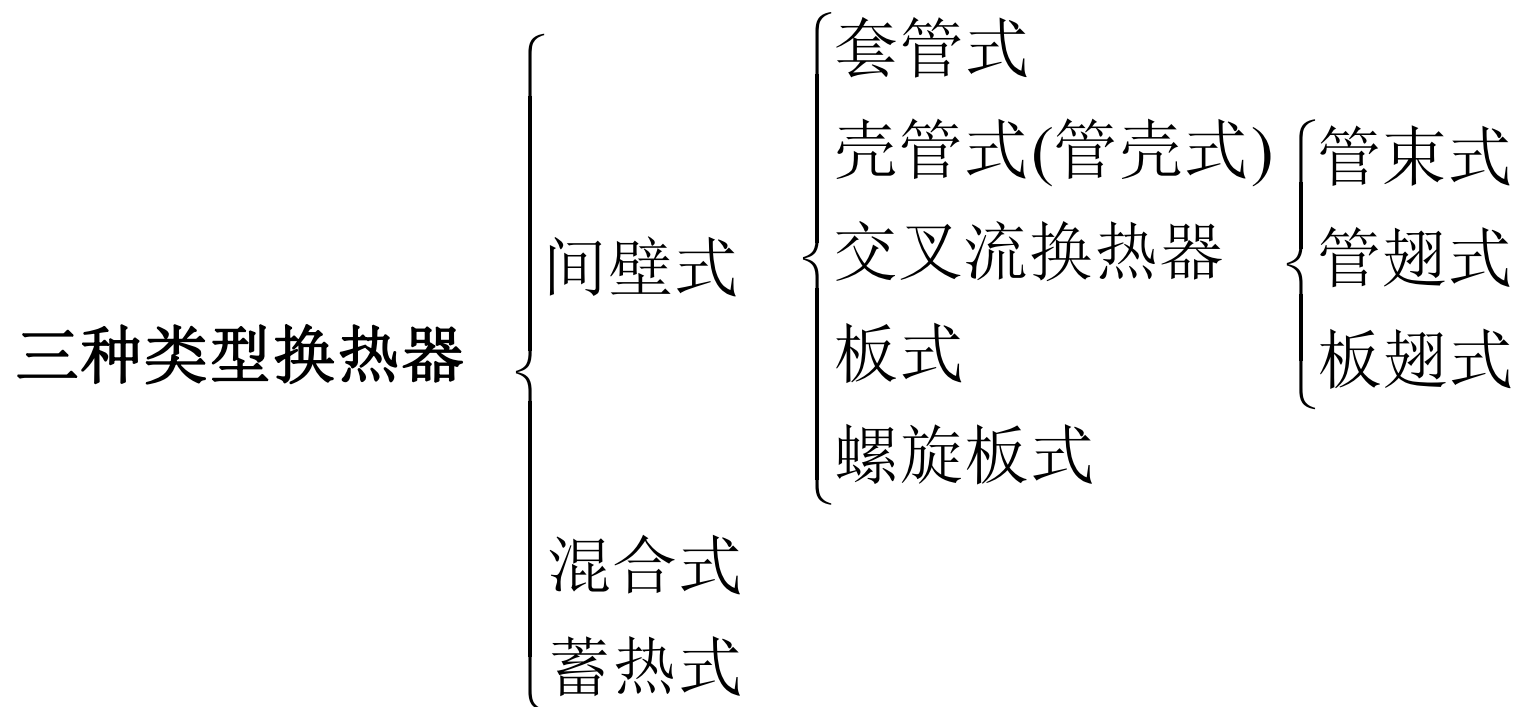 三种类型换热器
间壁式
套管式
壳管式(管壳式)
交叉流换热器
管束式
管翅式
板翅式
板式
螺旋板式
混合式
蓄热式